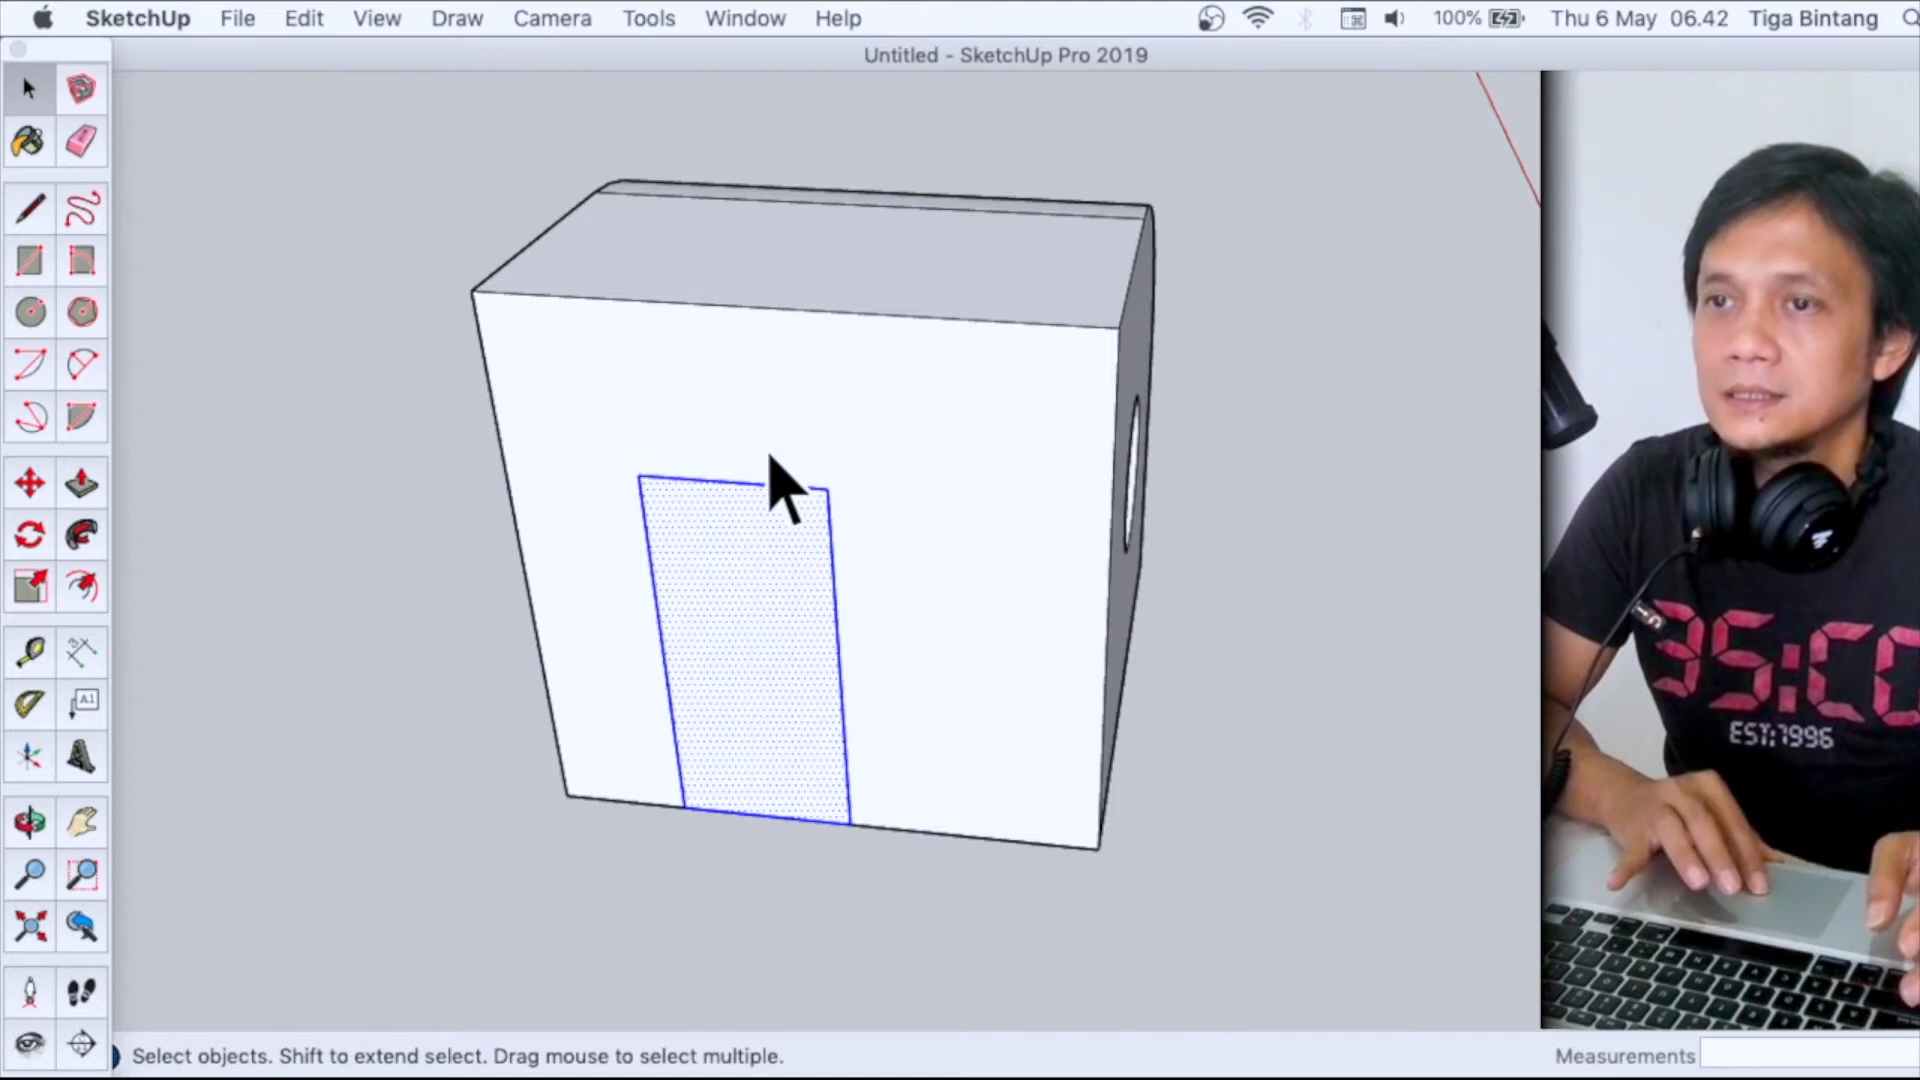 SketchUp File Edit View Draw Camera Tools Window Help 100% Thu 6 May 06.42 Tiga Bintang
Untitled - SketchUp Pro 2019
A1
35:CO
EST:1996
Select objects. Shift to extend select. Drag mouse to select multiple.
Measurements